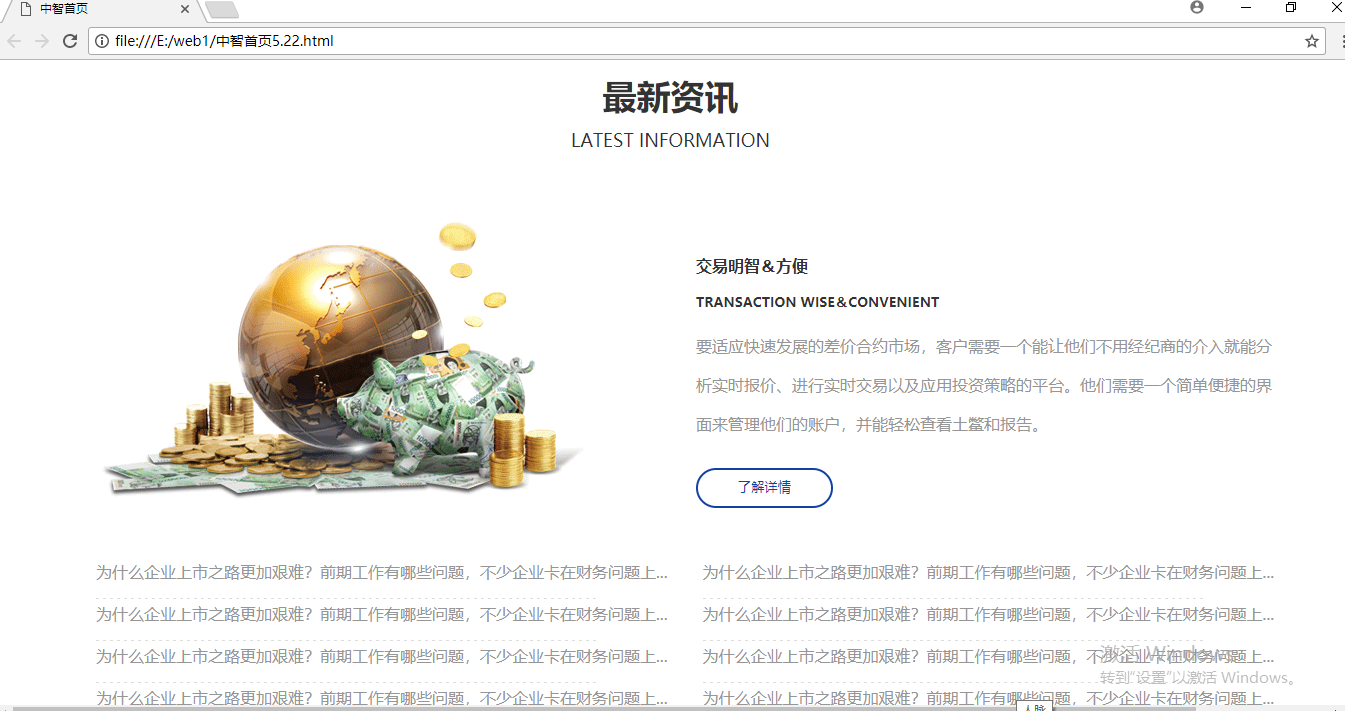 中智首页
file:///E:/web1/中智首页5.22.html
最新资讯
LATEST INFORMATION
交易明智&方便
TRANSACTION WISE&CONVENIENT
要适应快速发展的差价合约市场，客户需要一个能让他们不用经纪商的介入就能分
析实时报价、进行实时交易以及应用投资策略的平台。他们需要一个简单便捷的界
面来管理他们的账户，并能轻松查看土鳖和报告。
了解详情
为什么企业上市之路更加艰难？前期工作有哪些问题，不少企业卡在财务问题上...
为什么企业上市之路更加艰难？前期工作有哪些问题，不少企业卡在财务问题上...
为什么企业上市之路更加艰难？前期工作有哪些问题，不少企业卡在财务问题上...
为什么企业上市之路更加艰难？前期工作有哪些问题，不少企业卡在财务问题上...
为什么企业上市之路更加艰难？前期工作有哪些问题，不少企业卡在财务问题上...
为什么企业上市之路更加艰难？前期工作有哪些问题，不少企业卡在财务问题上...
为什么企业上市之路更加艰难？前期工作有哪些问题，不少企业卡在财务问题上...
为什么企业上市之路更加艰难？前期工作有哪些问题，不少企业卡在财务问题上...
激活 Windows
转到"设置"以激活 Windows。
人脉